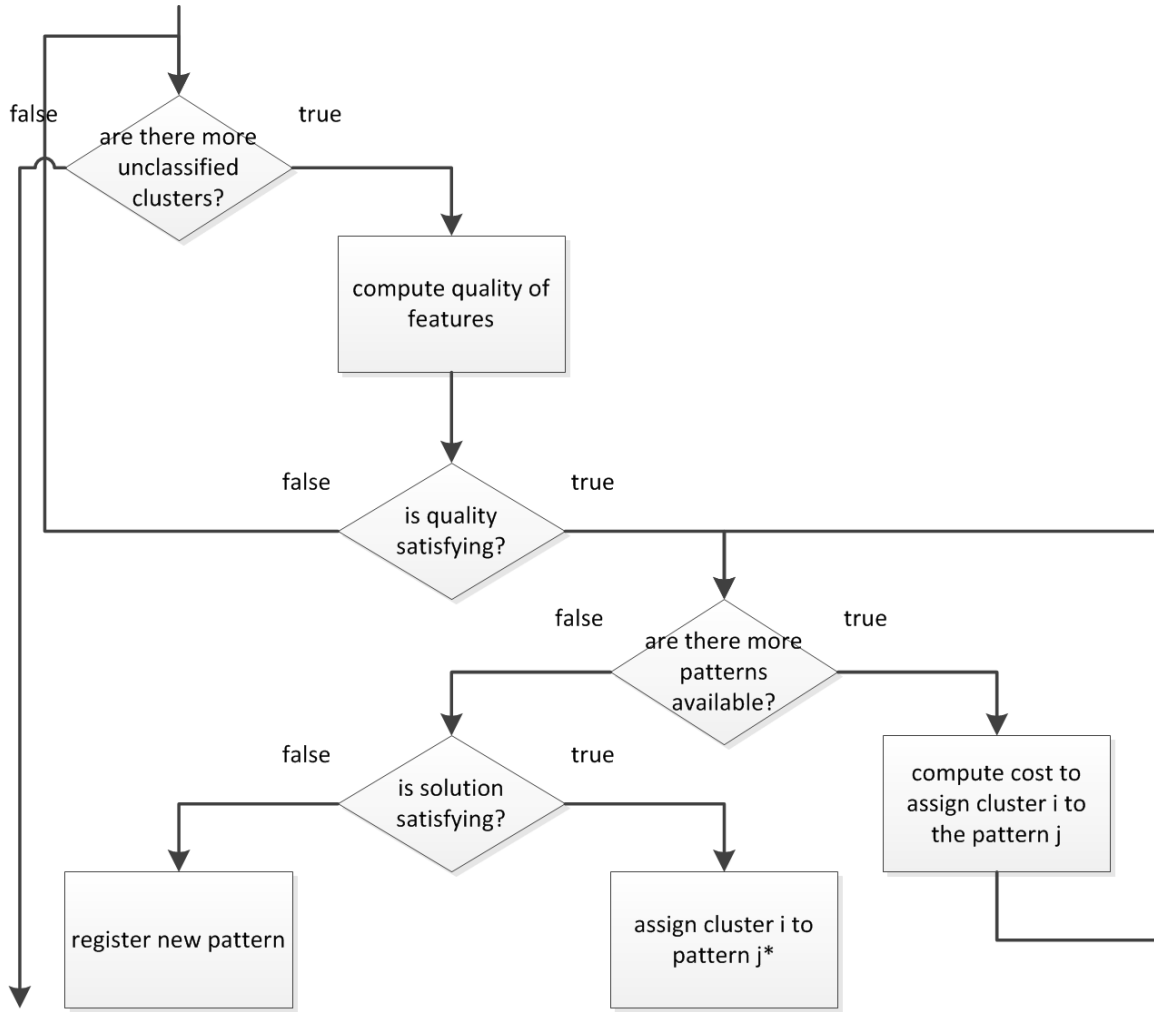 false
true
are there more
unclassified
clusters?
compute quality of
features
false
true
is quality
satisfying?
false
true
are there more
patterns
available?
false
true
is solution
satisfying?
compute cost to
assign cluster i to
the pattern j
register new pattern
assign cluster i to
pattern j*